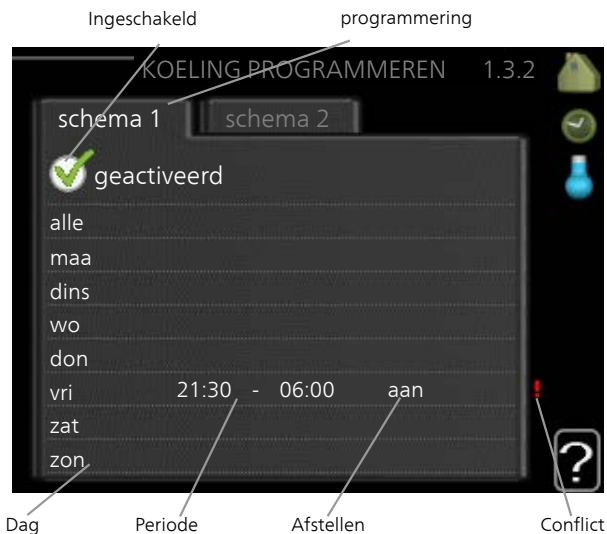 Ingeschakeld programmering
KOELING PROGRAMMEREN 1.3.2
schema 1 schema 2
geactiveerd
alle
maa
dins
wo
don
vri 21:30 - 06:00 aan !
zat
zon
?
Dag Periode Afstellen Conflict